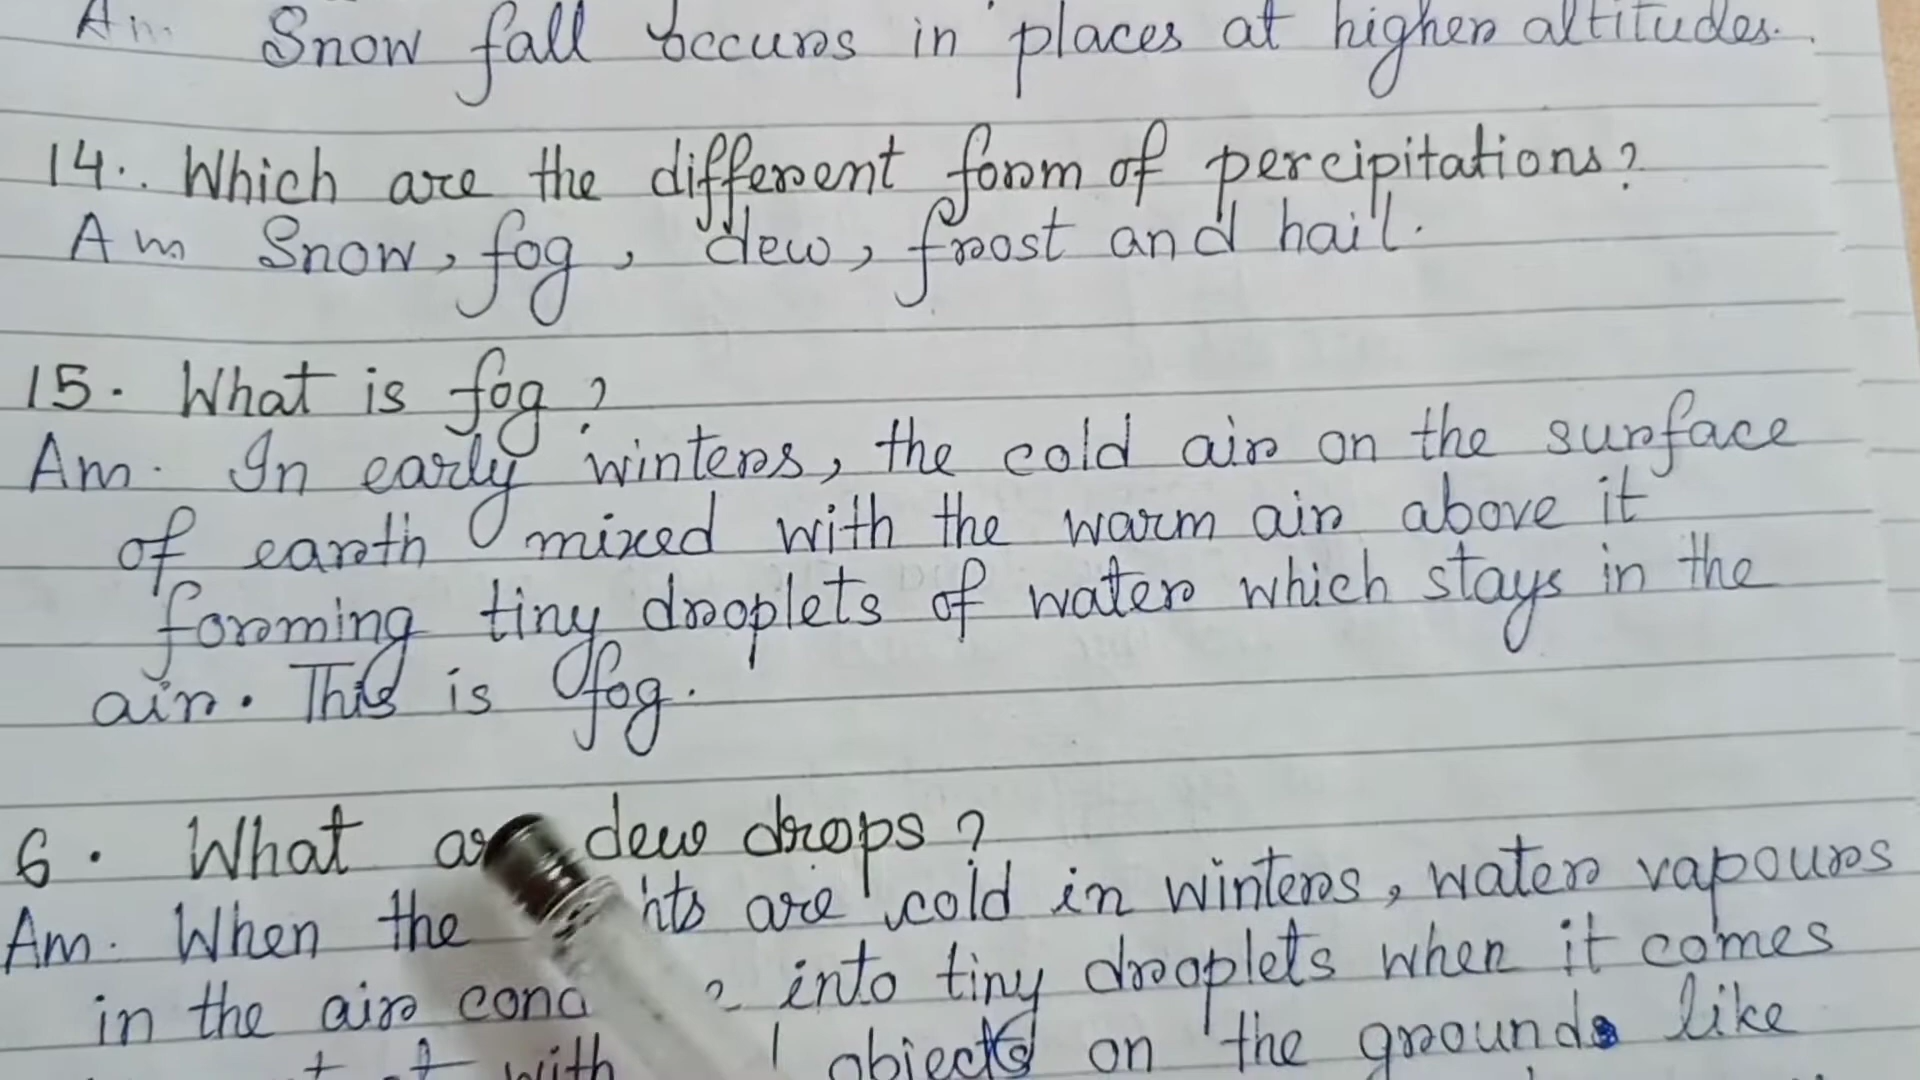 An. Snow fall occurs in places at higher altitudes.
14. Which are the different form of percipitations?
Ans Snow, fog, dew, frost and hail.
15. What is fog?
Ans. In early winters, the cold air on the surface
of earth mixed with the warm air above it
forming tiny droplets of water which stays in the
air. This is fog.
6. What dew drops?
Ans. When the are cold in winters, water vapours
in the air into tiny droplets when it comes
with objects on the ground like